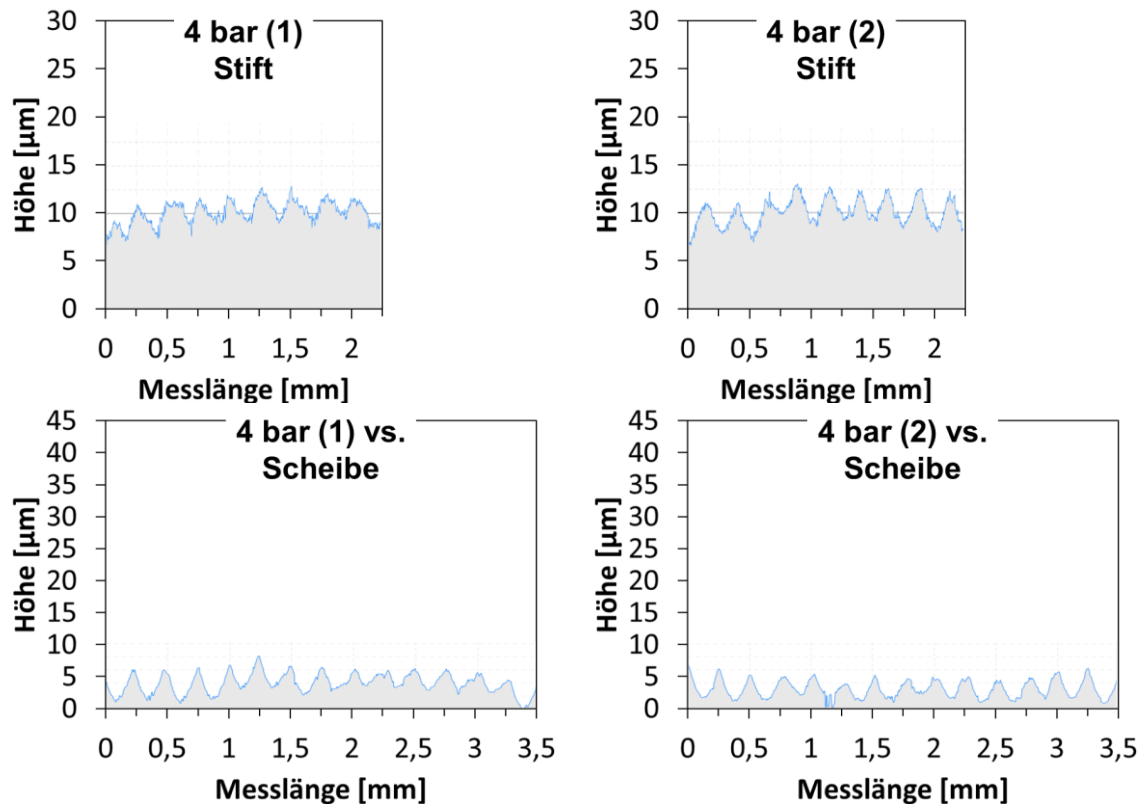 4 bar (1)
Stift
Höhe [µm]
30
25
20
15
10
5
0
0 0,5 1 1,5 2
Messlänge [mm]
4 bar (2)
Stift
Höhe [µm]
30
25
20
15
10
5
0
0 0,5 1 1,5 2
Messlänge [mm]
4 bar (1) vs.
Scheibe
Höhe [µm]
45
40
35
30
25
20
15
10
5
0
0 0,5 1 1,5 2 2,5 3 3,5
Messlänge [mm]
4 bar (2) vs.
Scheibe
Höhe [µm]
45
40
35
30
25
20
15
10
5
0
0 0,5 1 1,5 2 2,5 3 3,5
Messlänge [mm]